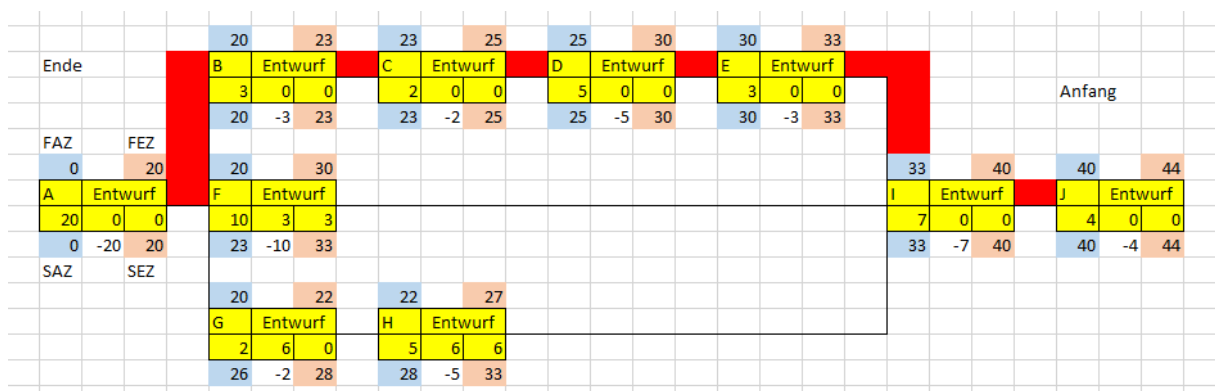 20 23 23 25 25 30 30 33
Ende B Entwurf C Entwurf D Entwurf E Entwurf
3 0 0 2 0 0 5 0 0 3 0 0 Anfang
20 -3 23 23 -2 25 25 -5 30 30 -3 33
FAZ FEZ
0 20 20 30 33 40 40 44
A Entwurf F Entwurf I Entwurf J Entwurf
20 0 0 10 3 3 7 0 0 4 0 0
0 -20 20 23 -10 33 33 -7 40 40 -4 44
SAZ SEZ
20 22 22 27
G Entwurf H Entwurf
2 6 0 5 6 6
26 -2 28 28 -5 33